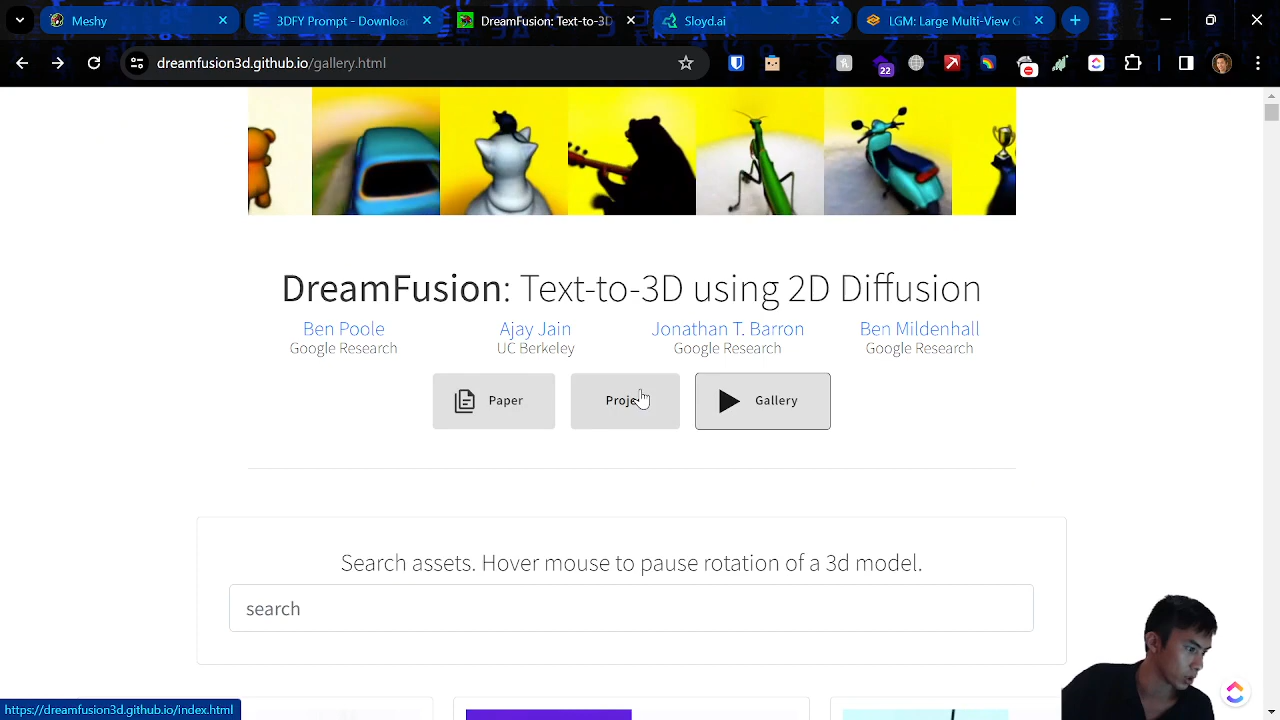 Meshy
3DFY Prompt - Downloa
DreamFusion: Text-to-3D
Sloyd.ai
LGM: Large Multi-View G
dreamfusion3d.github.io/gallery.html
22
DreamFusion: Text-to-3D using 2D Diffusion
Ben Poole
Google Research
Ajay Jain
UC Berkeley
Jonathan T. Barron
Google Research
Ben Mildenhall
Google Research
Paper
Proje
Gallery
Search assets. Hover mouse to pause rotation of a 3d model.
search
https://dreamfusion3d.github.io/index.html